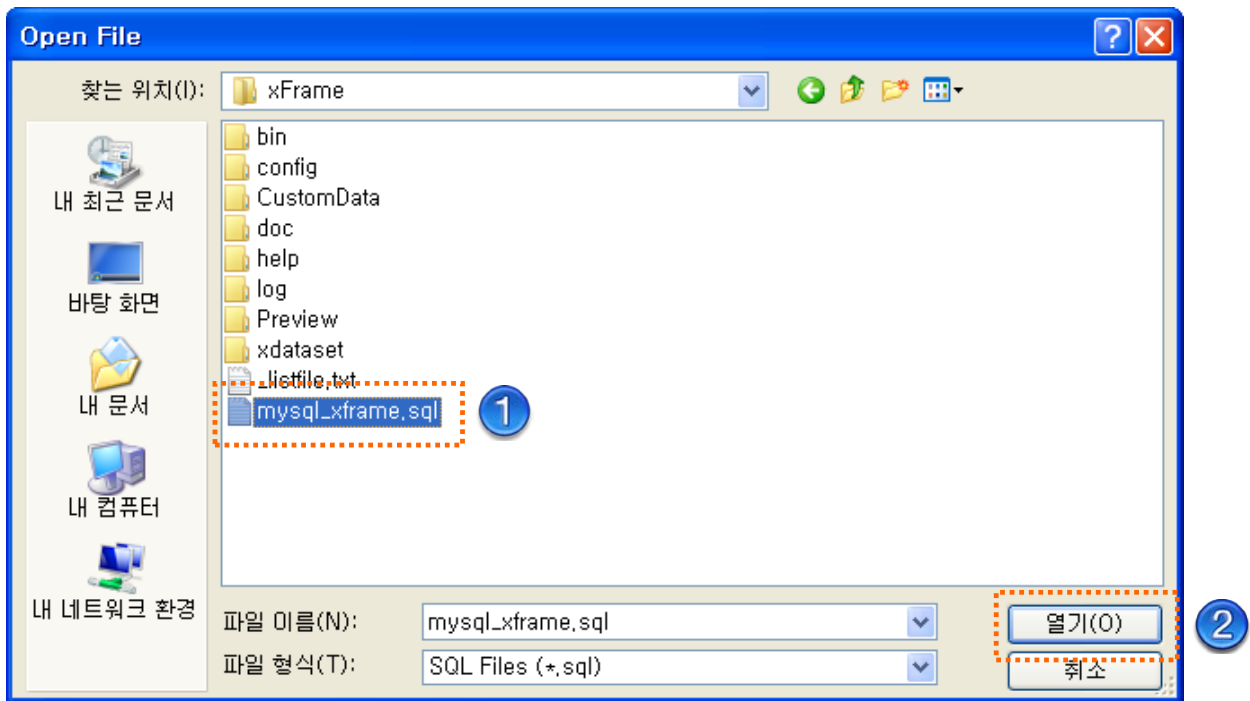 Open File
찾는 위치(I):
xFrame
내 최근 문서
바탕 화면
내 문서
내 컴퓨터
내 네트워크 환경
bin
config
CustomData
doc
help
log
Preview
xdataset
_listfile.txt
mysql_xframe.sql
1
파일 이름(N):
mysql_xframe.sql
열기(O)
2
파일 형식(T):
SQL Files (*.sql)
취소